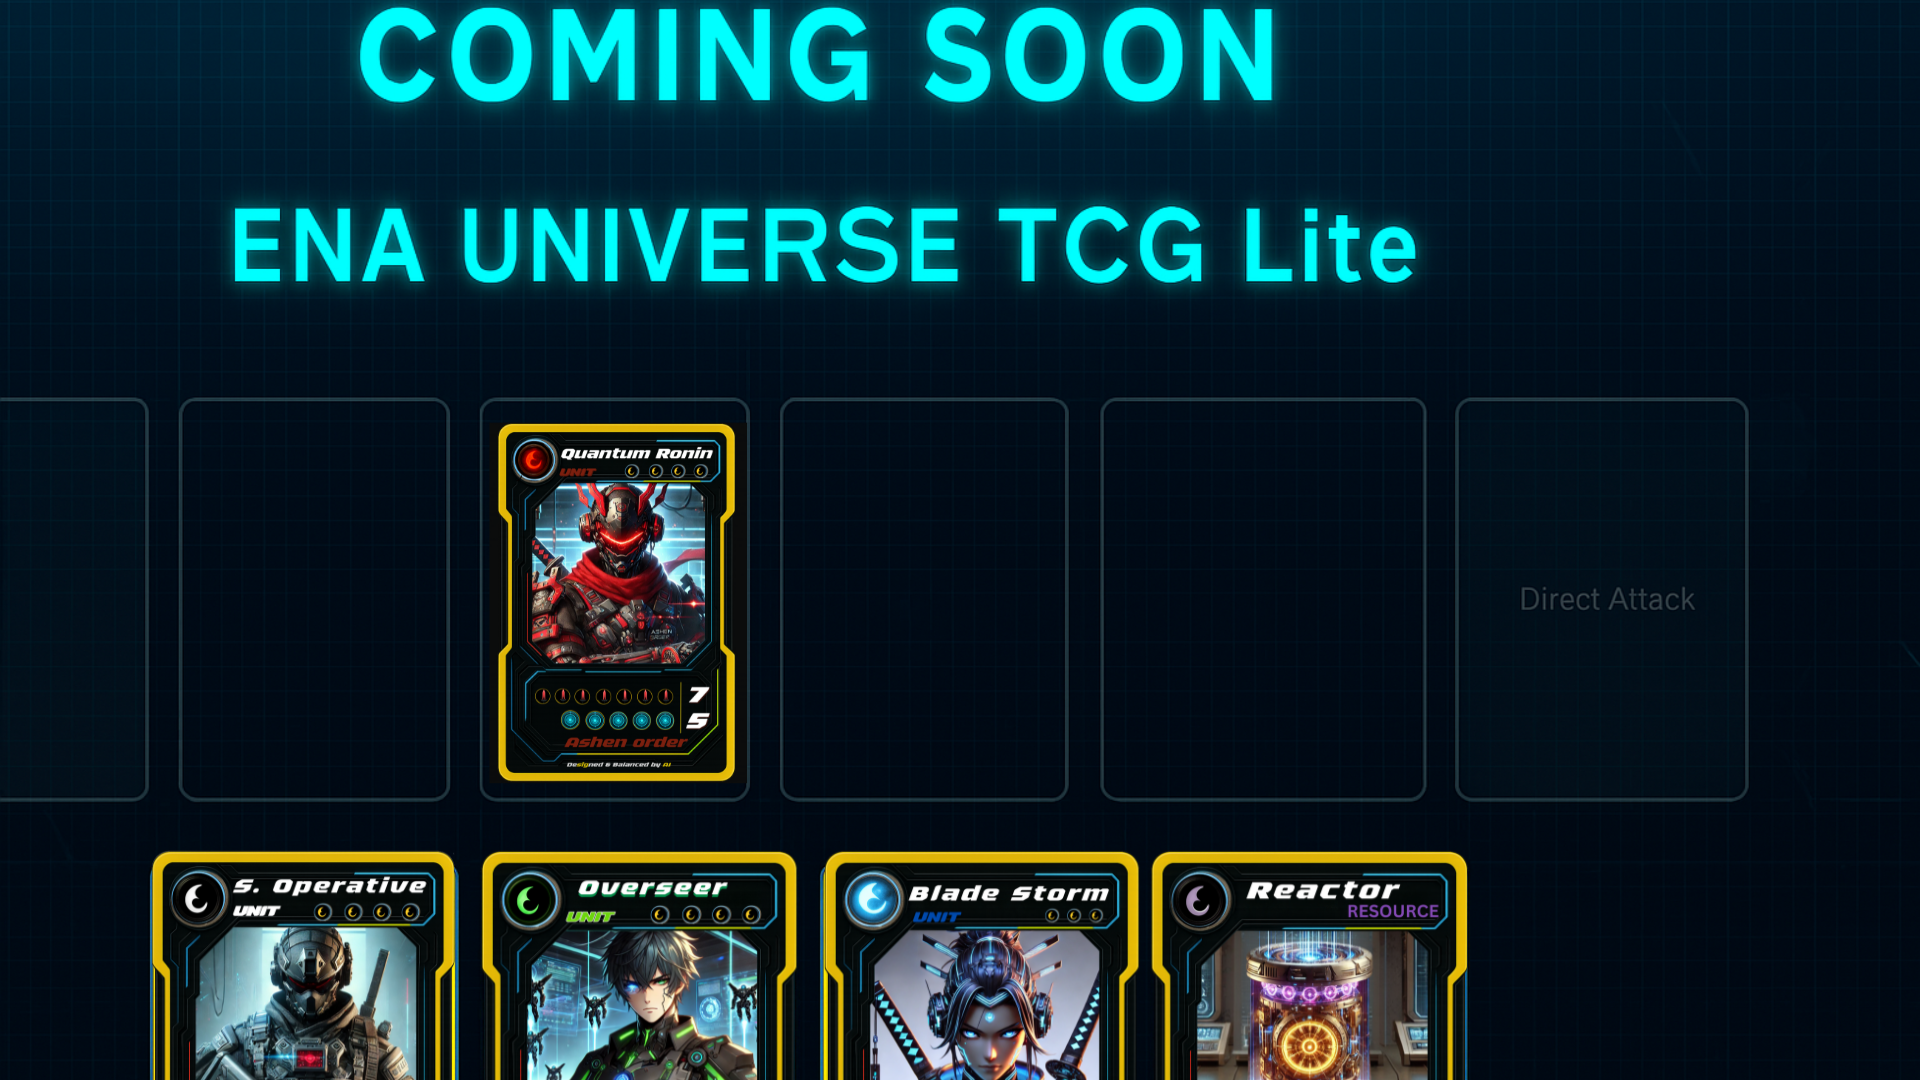 COMING SOON
ENA UNIVERSE TCG Lite
Quantum Ronin
UNIT
ASHEN
7
5
Ashen order
Designed & Balanced by AI
Direct Attack
S. Operative
UNIT
Overseer
UNIT
Blade Storm
UNIT
Reactor
RESOURCE